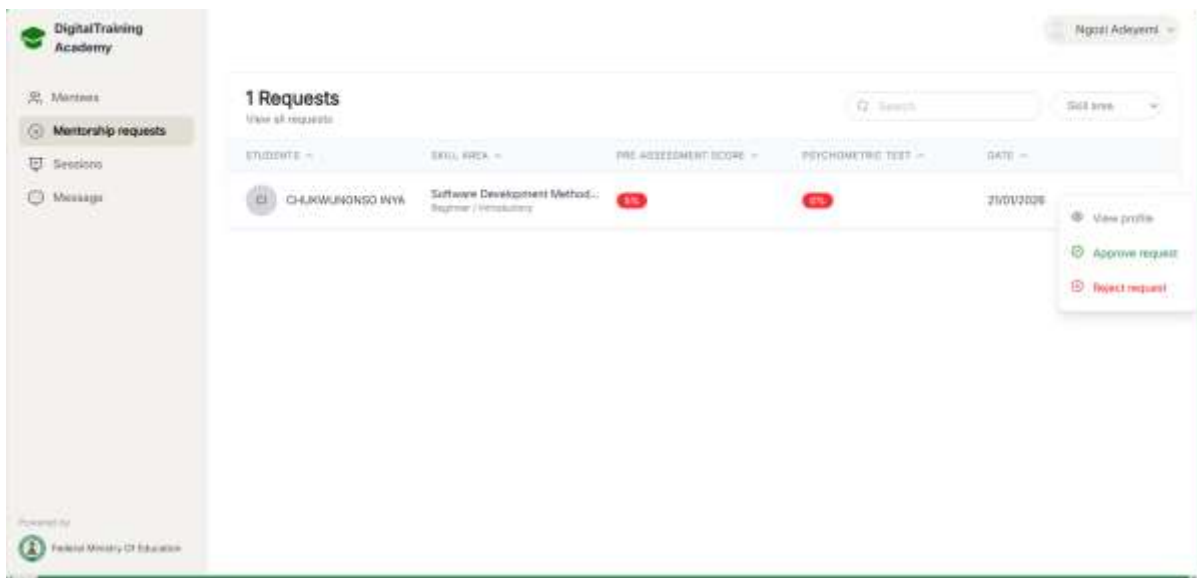 DigitalTraining
Academy
Ngozi Adeyemi
Mentees
Mentorship requests
Sessions
Message
1 Requests
View all requests
Search
Skill area
STUDENTS
SKILL AREA
PRE ASSESSMENT SCORE
PSYCHOMETRIC TEST
DATE
CI
CHUKWUNONSO INYA
Software Development Method...
Beginner / Introductory
21/01/2026
View profile
Approve request
Reject request
Powered by
Federal Ministry Of Education